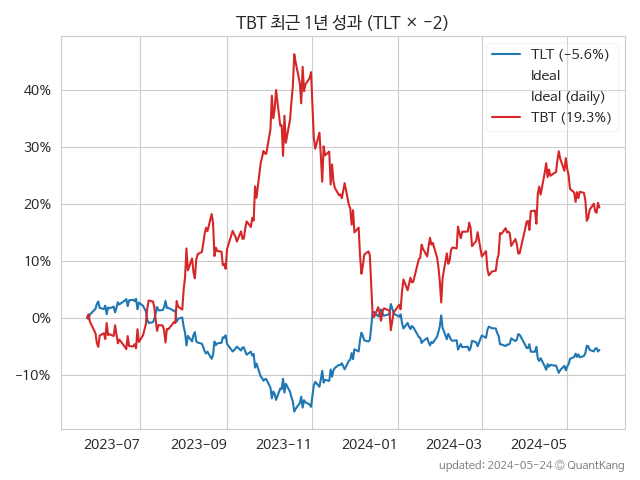 TBT 최근 1년 성과 (TLT × −2)
TLT (−5.6%)
Ideal
Ideal (daily)
TBT (19.3%)
40%
30%
20%
10%
0%
−10%
2023−07
2023−09
2023−11
2024−01
2024−03
2024−05
updated: 2024−05−24 © QuantKang